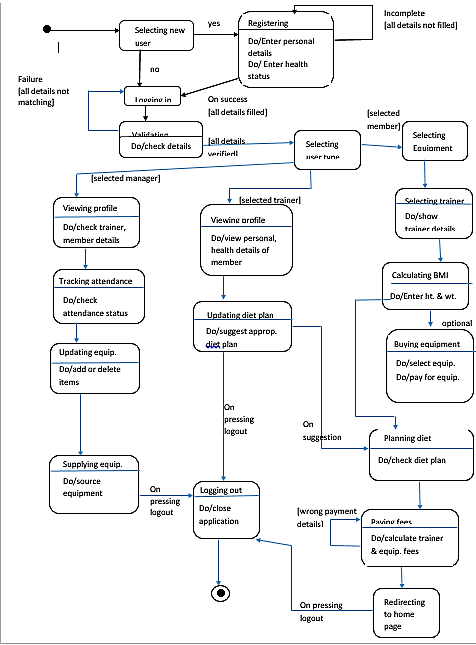 Selecting new
user
yes
no
Registering
Do/Enter personal
details
Do/ Enter health
status
Incomplete
[all details not filled]
Failure
[all details not
matching]
Logging in
On success
[all details filled]
Validating
Do/check details
[all details
verified]
Selecting
user type
[selected
member]
Selecting
Equipment
[selected manager]
[selected trainer]
Viewing profile
Do/check trainer,
member details
Viewing profile
Do/view personal,
health details of
member
Selecting trainer
Do/show
trainer details
Tracking attendance
Do/check
attendance status
Calculating BMI
Do/Enter ht. & wt.
optional
Updating diet plan
Do/suggest approp.
diet plan
Updating equip.
Do/add or delete
items
Buying equipment
Do/select equip.
Do/pay for equip.
On
pressing
logout
On
suggestion
Planning diet
Do/check diet plan
Supplying equip.
Do/source
equipment
On
pressing
logout
Logging out
Do/close
application
[wrong payment
details]
Paying fees
Do/calculate trainer
& equip. fees
On pressing
logout
Redirecting
to home
page